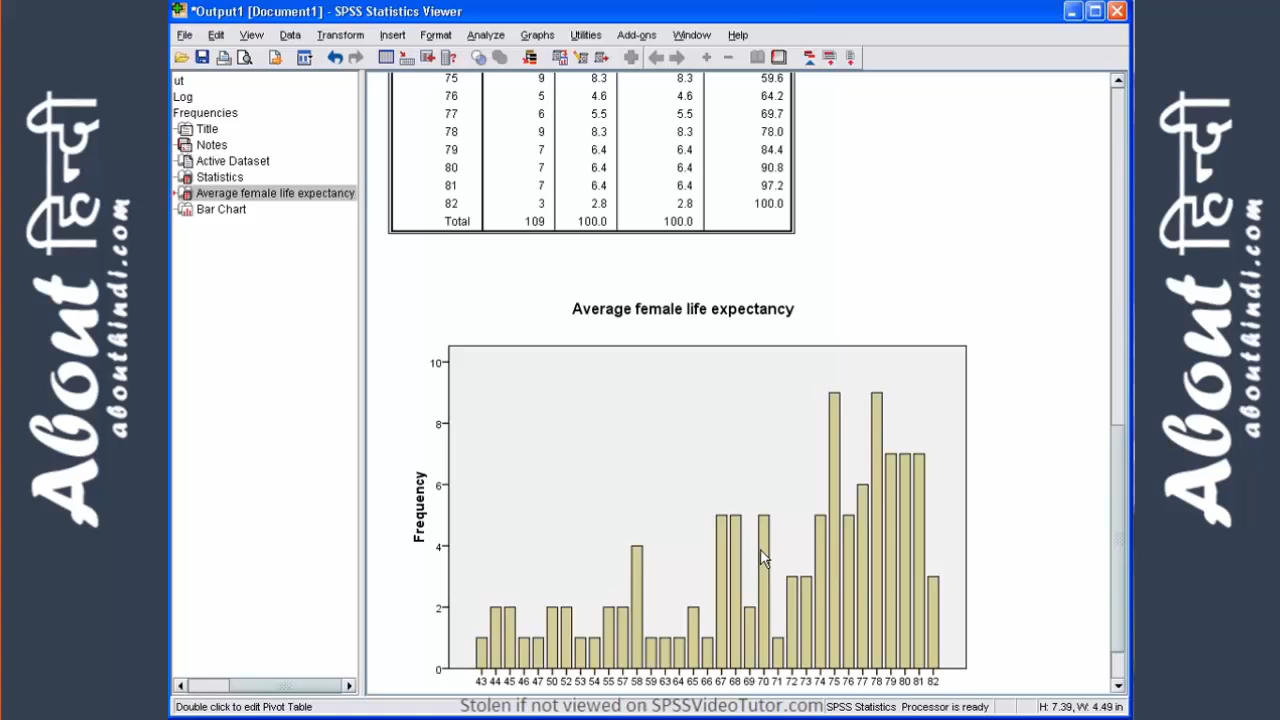 *Output1 [Document1] - SPSS Statistics Viewer
File Edit View Data Transform Insert Format Analyze Graphs Utilities Add-ons Window Help
ut
Log
Frequencies
Title
Notes
Active Dataset
Statistics
Average female life expectancy
Bar Chart
75 9 8.3 8.3 59.6
76 5 4.6 4.6 64.2
77 6 5.5 5.5 69.7
78 9 8.3 8.3 78.0
79 7 6.4 6.4 84.4
80 7 6.4 6.4 90.8
81 7 6.4 6.4 97.2
82 3 2.8 2.8 100.0
Total 109 100.0 100.0
Average female life expectancy
Frequency
10
8
6
4
2
0
43 44 45 46 47 50 52 53 54 55 57 58 59 63 64 65 66 67 68 69 70 71 72 73 74 75 76 77 78 79 80 81 82
Double click to edit Pivot Table
Stolen if not viewed on SPSSVideoTutor.com
SPSS Statistics Processor is ready
H: 7.39, W: 4.49 in
About हिन्दी
abouthindi.com
About हिन्दी
abouthindi.com